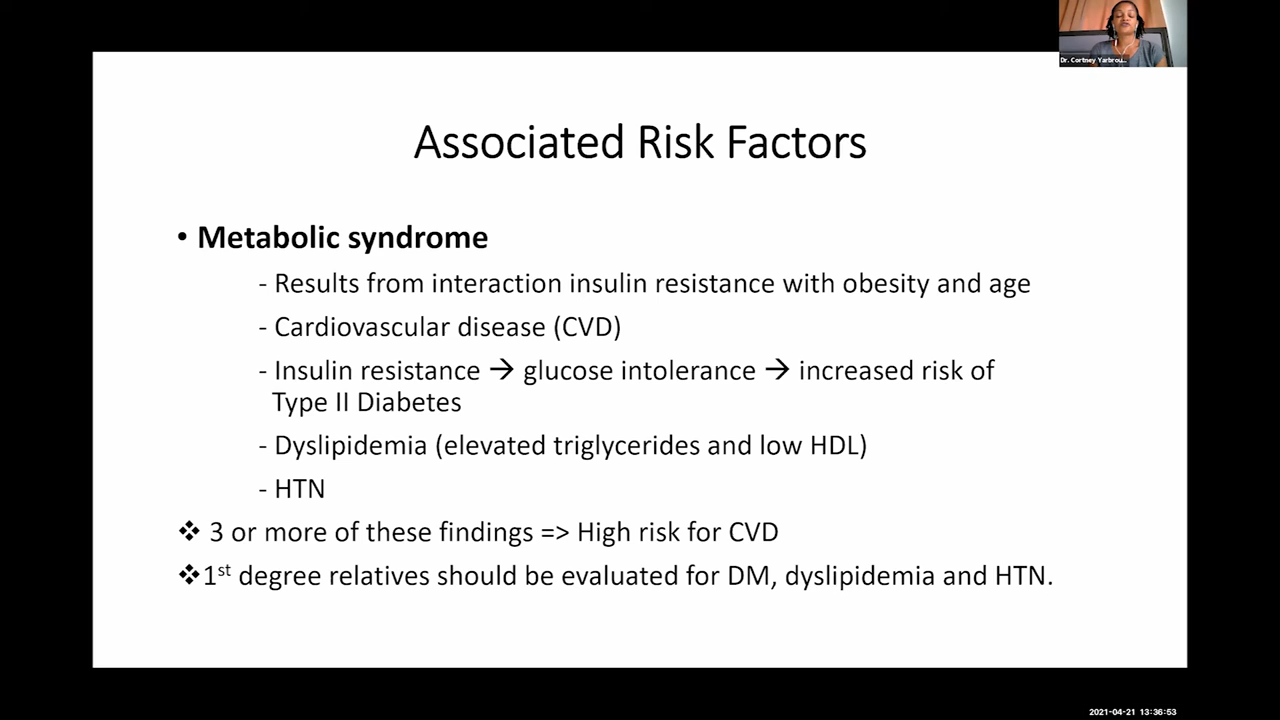 Dr. Cortney Yarbrou...
Associated Risk Factors
• Metabolic syndrome
- Results from interaction insulin resistance with obesity and age
- Cardiovascular disease (CVD)
- Insulin resistance → glucose intolerance → increased risk of
Type II Diabetes
- Dyslipidemia (elevated triglycerides and low HDL)
- HTN
❖ 3 or more of these findings => High risk for CVD
❖1st degree relatives should be evaluated for DM, dyslipidemia and HTN.
2021-04-21 13:36:53